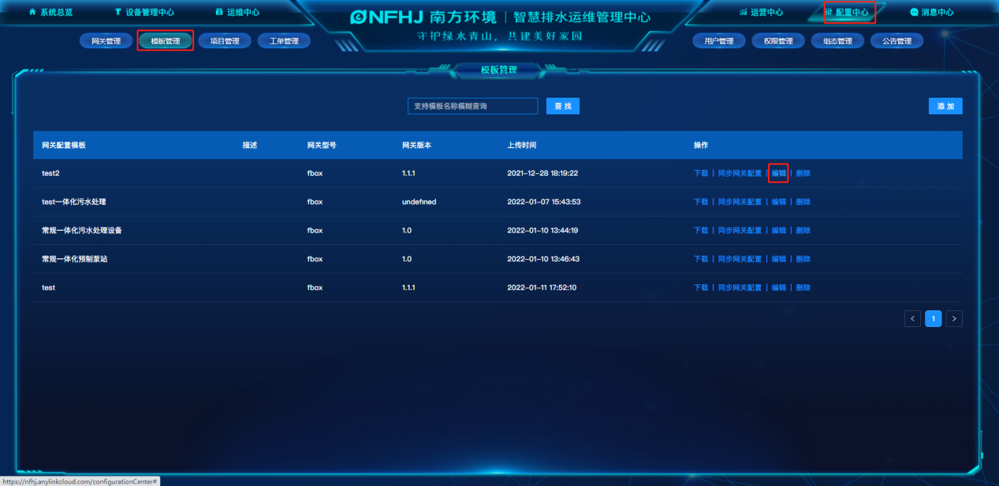 系统总览 设备管理中心 运维中心 NFHJ 南方环境 | 智慧排水运维管理中心 运营中心 配置中心 消息中心
守护绿水青山，共建美好家园
网关管理 模板管理 项目管理 工单管理 用户管理 权限管理 组态管理 公告管理
模板管理
支持模板名称模糊查询 查 找 添 加
网关配置模板 描述 网关型号 网关版本 上传时间 操作
test2 fbox 1.1.1 2021-12-28 18:19:22 下载 | 同步网关配置 | 编辑 | 删除
test一体化污水处理 fbox undefined 2022-01-07 15:43:53 下载 | 同步网关配置 | 编辑 | 删除
常规一体化污水处理设备 fbox 1.0 2022-01-10 13:44:19 下载 | 同步网关配置 | 编辑 | 删除
常规一体化预制泵站 fbox 1.0 2022-01-10 13:46:43 下载 | 同步网关配置 | 编辑 | 删除
test fbox 1.1.1 2022-01-11 17:52:10 下载 | 同步网关配置 | 编辑 | 删除
< 1 >
https://nfhj.anylinkcloud.com/configurationCenter#